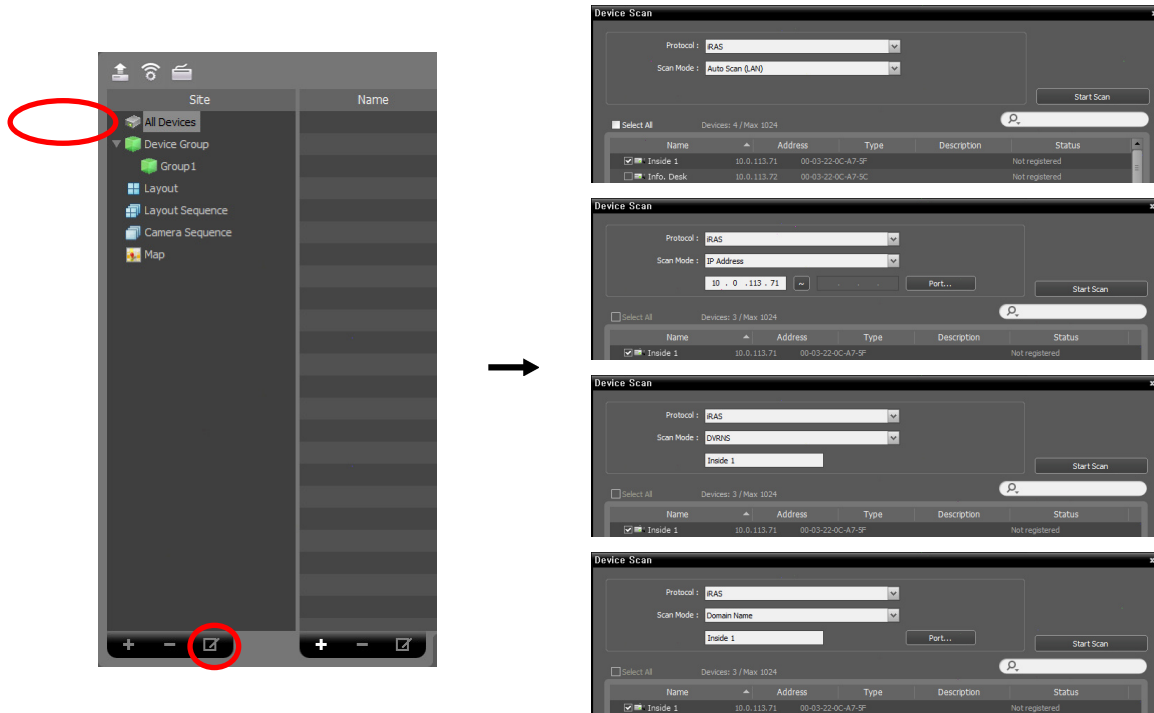 Site
Name
All Devices
Device Group
Group1
Layout
Layout Sequence
Camera Sequence
Map
Device Scan
Protocol : iRAS
Scan Mode : Auto Scan (LAN)
Start Scan
Select All Devices: 4 / Max 1024
Name Address Type Description Status
Inside 1 10.0.113.71 00-03-22-0C-A7-5F Not registered
Info. Desk 10.0.113.72 00-03-22-0C-A7-5C Not registered
Device Scan
Protocol : iRAS
Scan Mode : IP Address
10 . 0 .113 . 71 ~ . . . Port...
Start Scan
Select All Devices: 3 / Max 1024
Name Address Type Description Status
Inside 1 10.0.113.71 00-03-22-0C-A7-5F Not registered
Device Scan
Protocol : iRAS
Scan Mode : DVRNS
Inside 1
Start Scan
Select All Devices: 3 / Max 1024
Name Address Type Description Status
Inside 1 10.0.113.71 00-03-22-0C-A7-5F Not registered
Device Scan
Protocol : iRAS
Scan Mode : Domain Name
Inside 1 Port...
Start Scan
Select All Devices: 3 / Max 1024
Name Address Type Description Status
Inside 1 10.0.113.71 00-03-22-0C-A7-5F Not registered